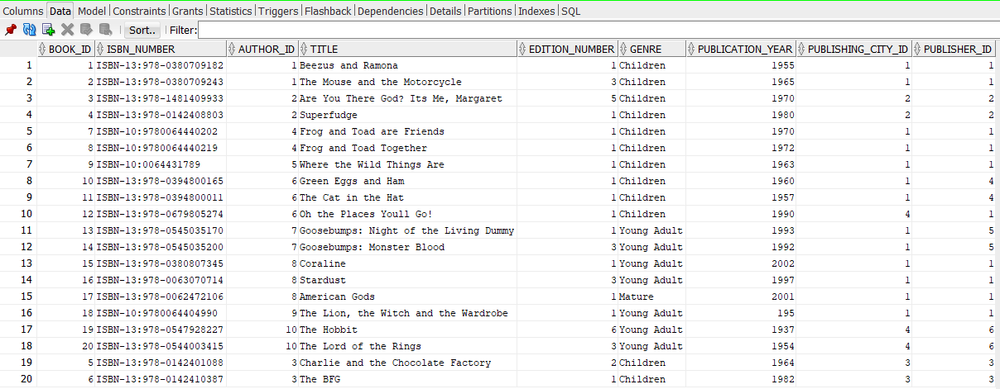 Columns Data Model Constraints Grants Statistics Triggers Flashback Dependencies Details Partitions Indexes SQL
Sort.. Filter:
BOOK_ID ISBN_NUMBER AUTHOR_ID TITLE EDITION_NUMBER GENRE PUBLICATION_YEAR PUBLISHING_CITY_ID PUBLISHER_ID
1 1 ISBN-13:978-0380709182 1 Beezus and Ramona 1 Children 1955 1 1
2 2 ISBN-13:978-0380709243 1 The Mouse and the Motorcycle 3 Children 1965 1 1
3 3 ISBN-13:978-1481409933 2 Are You There God? Its Me, Margaret 5 Children 1970 2 2
4 4 ISBN-13:978-0142408803 2 Superfudge 1 Children 1980 2 2
5 7 ISBN-10:9780064440202 4 Frog and Toad are Friends 1 Children 1970 1 1
6 8 ISBN-10:9780064440219 4 Frog and Toad Together 1 Children 1972 1 1
7 9 ISBN-10:0064431789 5 Where the Wild Things Are 1 Children 1963 1 1
8 10 ISBN-13:978-0394800165 6 Green Eggs and Ham 1 Children 1960 1 4
9 11 ISBN-13:978-0394800011 6 The Cat in the Hat 1 Children 1957 1 4
10 12 ISBN-13:978-0679805274 6 Oh the Places Youll Go! 1 Children 1990 4 1
11 13 ISBN-13:978-0545035170 7 Goosebumps: Night of the Living Dummy 1 Young Adult 1993 1 5
12 14 ISBN-13:978-0545035200 7 Goosebumps: Monster Blood 3 Young Adult 1992 1 5
13 15 ISBN-13:978-0380807345 8 Coraline 1 Young Adult 2002 1 1
14 16 ISBN-13:978-0063070714 8 Stardust 3 Young Adult 1997 1 1
15 17 ISBN-13:978-0062472106 8 American Gods 1 Mature 2001 1 1
16 18 ISBN-10:9780064404990 9 The Lion, the Witch and the Wardrobe 1 Young Adult 195 1 1
17 19 ISBN-13:978-0547928227 10 The Hobbit 6 Young Adult 1937 4 6
18 20 ISBN-13:978-0544003415 10 The Lord of the Rings 3 Young Adult 1954 4 6
19 5 ISBN-13:978-0142401088 3 Charlie and the Chocolate Factory 2 Children 1964 3 3
20 6 ISBN-13:978-0142410387 3 The BFG 1 Children 1982 3 3